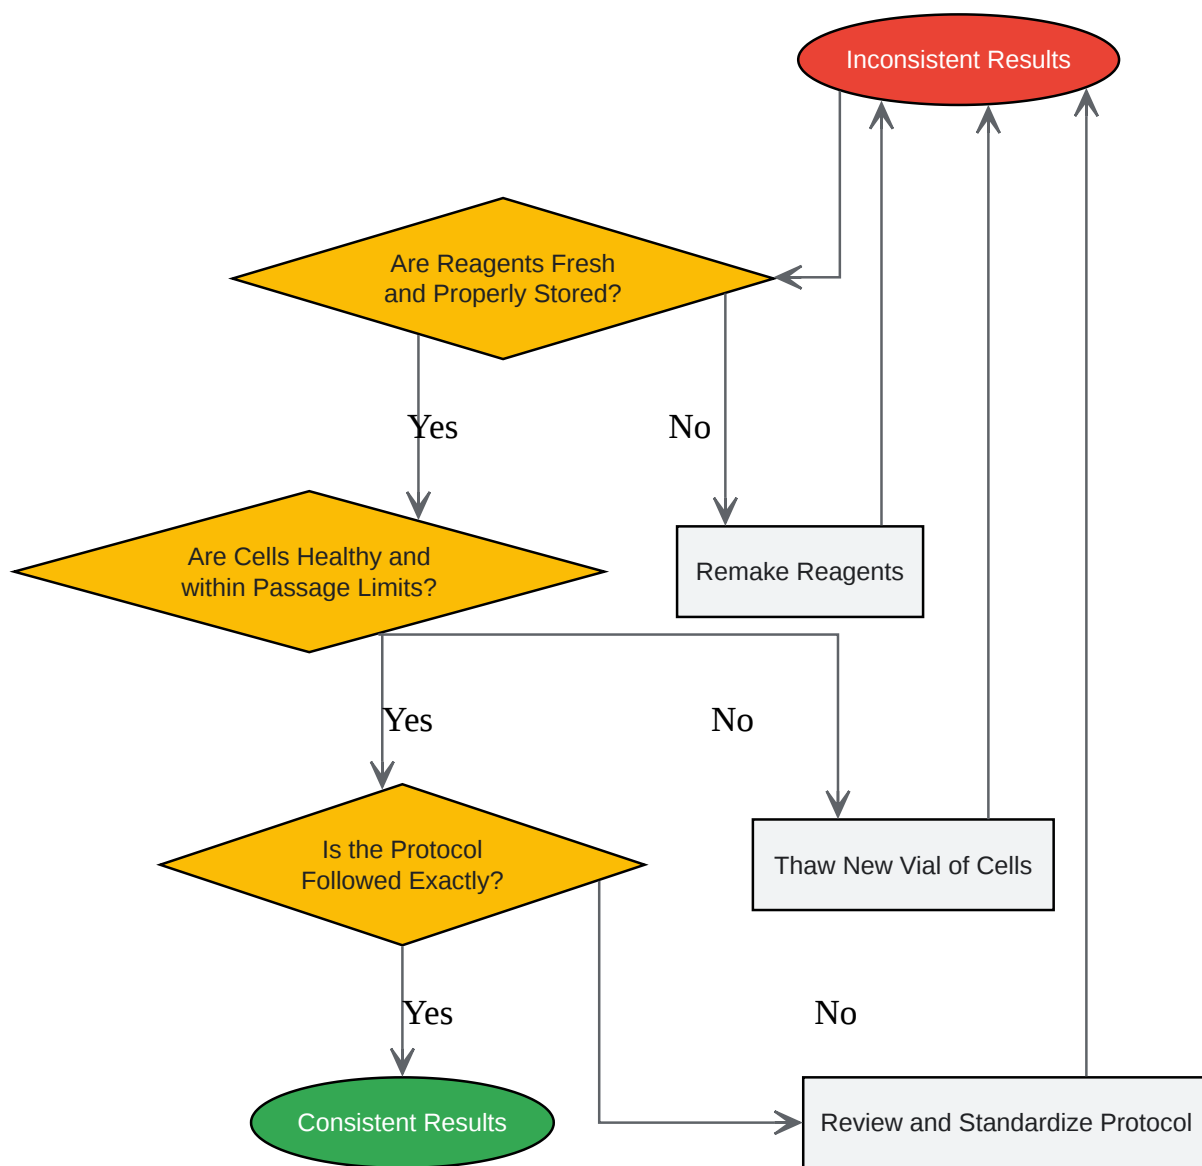 Inconsistent Results
Are Reagents Fresh
and Properly Stored?
Yes
No
Are Cells Healthy and
within Passage Limits?
Remake Reagents
Yes
No
Is the Protocol
Followed Exactly?
Thaw New Vial of Cells
Yes
No
Consistent Results
Review and Standardize Protocol